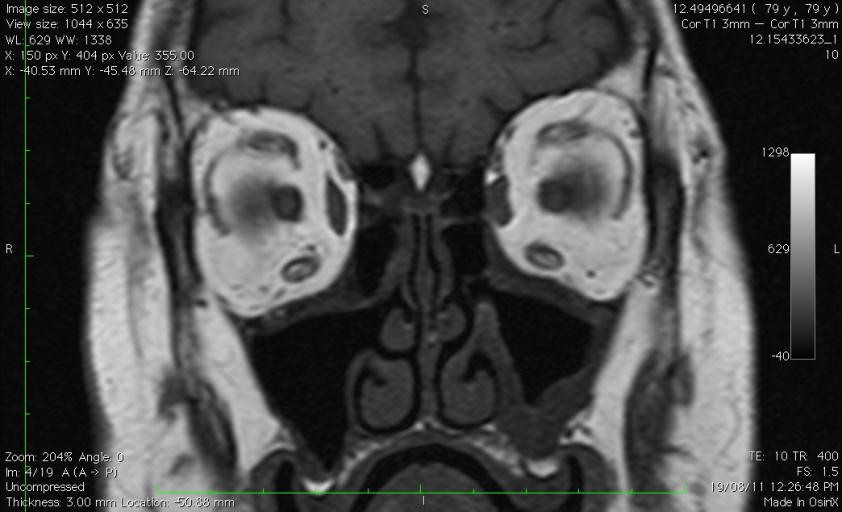 Image size: 512 x 512
View size: 1044 x 635
WL: 629 WW: 1338
X: 150 px Y: 404 px Value: 355.00
X: -40.53 mm Y: -45.48 mm Z: -64.22 mm
S
12.49496641 ( 79 y, 79 y )
Cor T1 3mm — Cor T1 3mm
12.15433623_1
10
1298
R
629
L
-40
Zoom: 204% Angle: 0
Im: 4/19 A (A -> P)
Uncompressed
Thickness: 3.00 mm Location: -50.88 mm
I
TE: 10 TR: 400
FS: 1.5
19/08/11 12:26:48 PM
Made In OsiriX